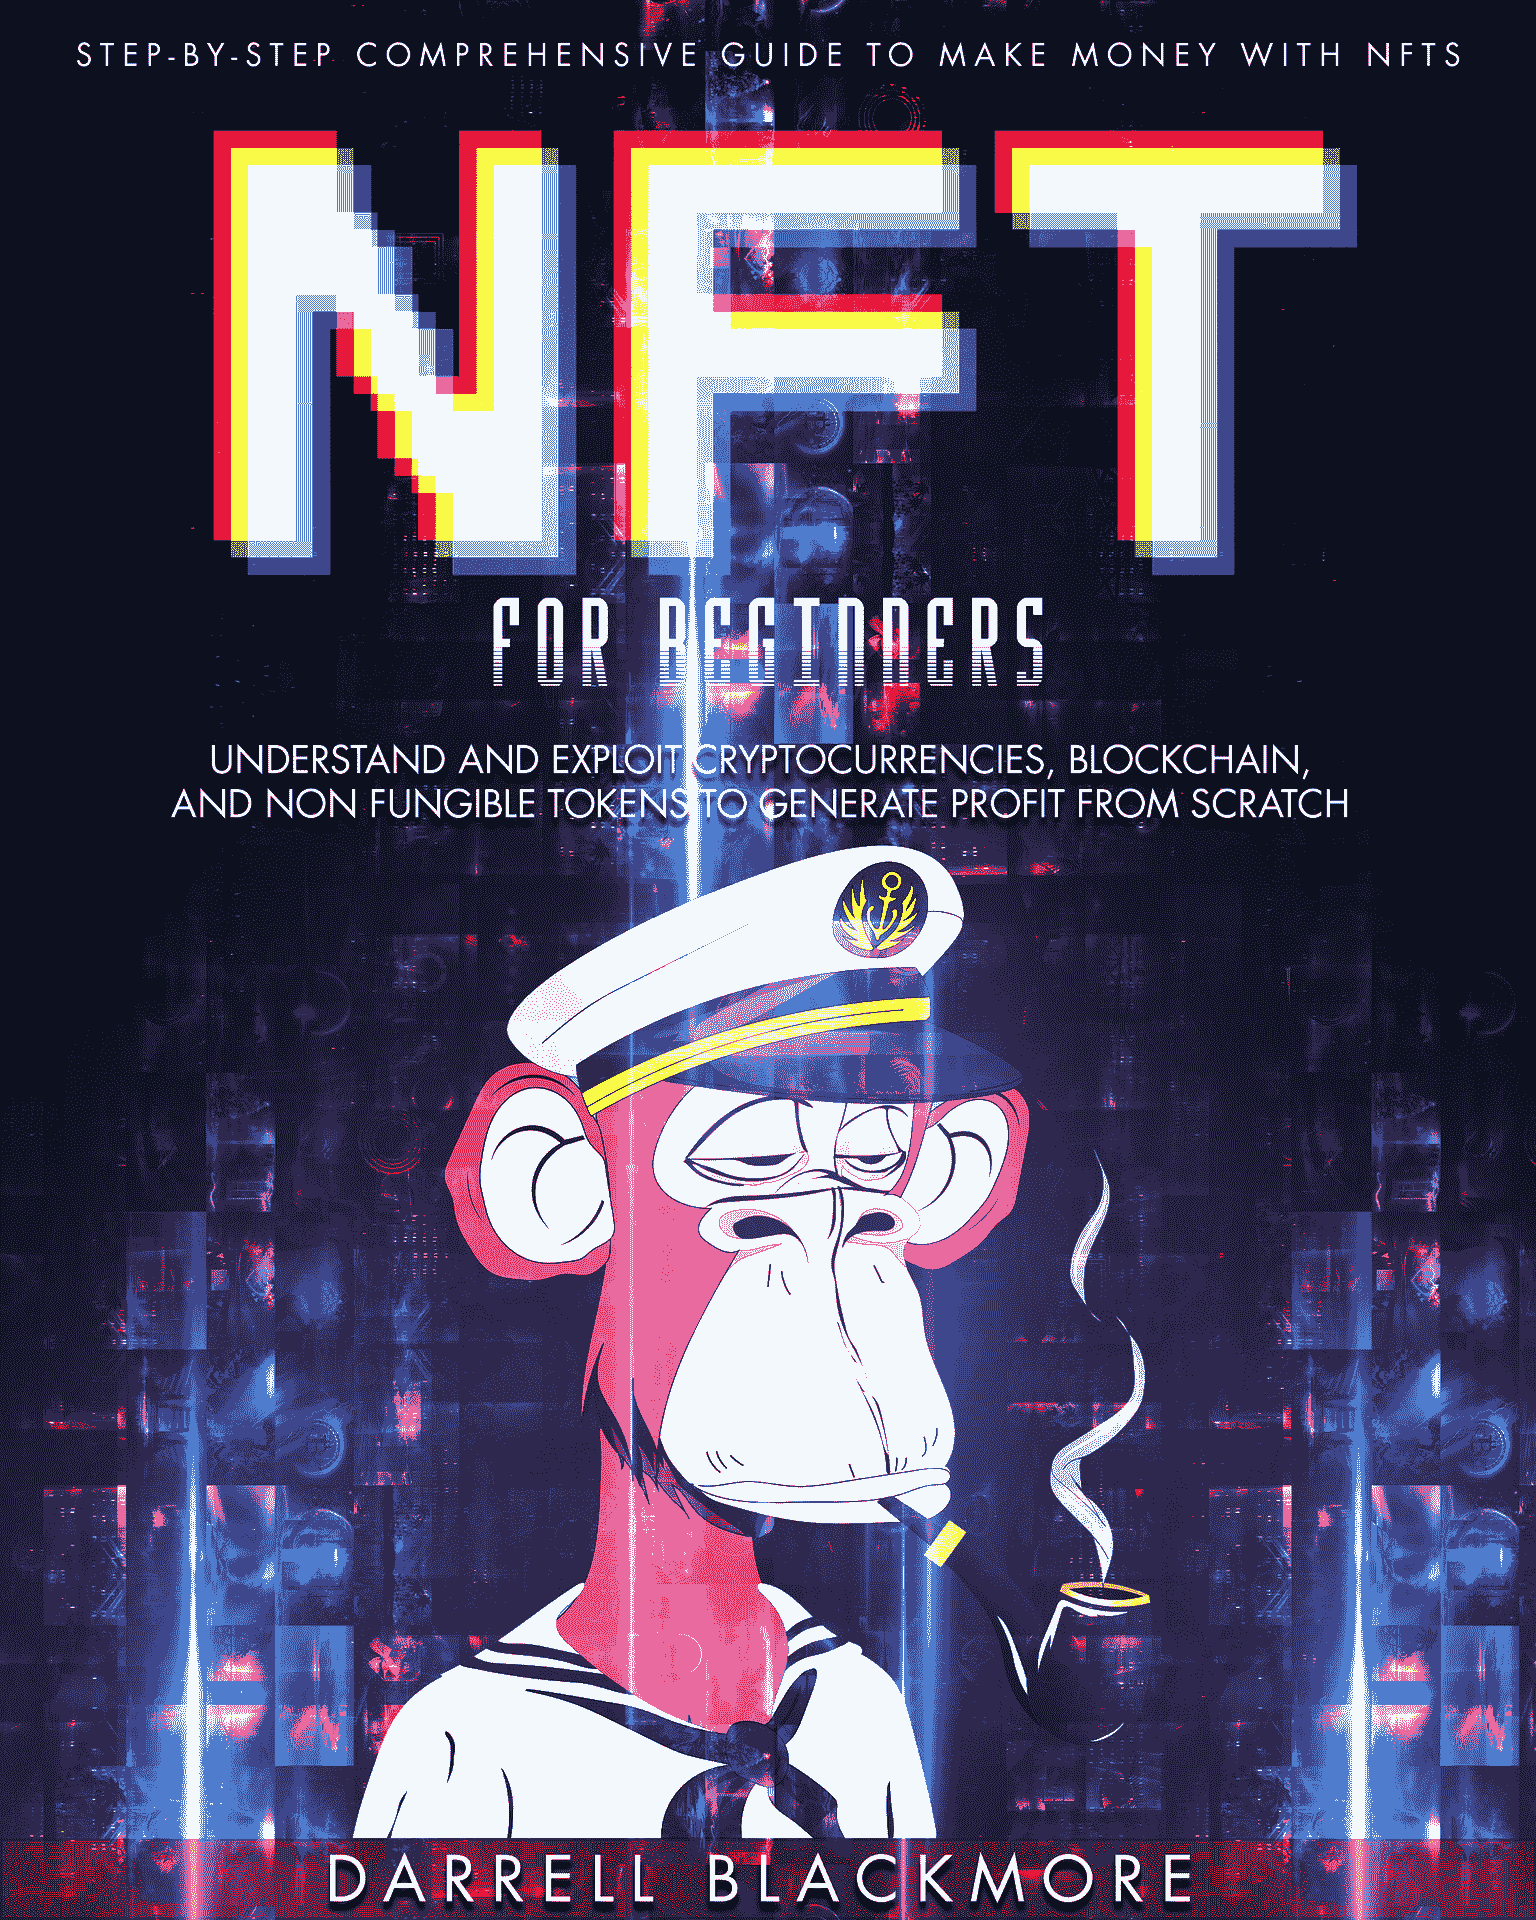 STEP-BY-STEP COMPREHENSIVE GUIDE TO MAKE MONEY WITH NFTS
NFT
FOR BEGINNERS
UNDERSTAND AND EXPLOIT CRYPTOCURRENCIES, BLOCKCHAIN,
AND NON FUNGIBLE TOKENS TO GENERATE PROFIT FROM SCRATCH
DARRELL BLACKMORE